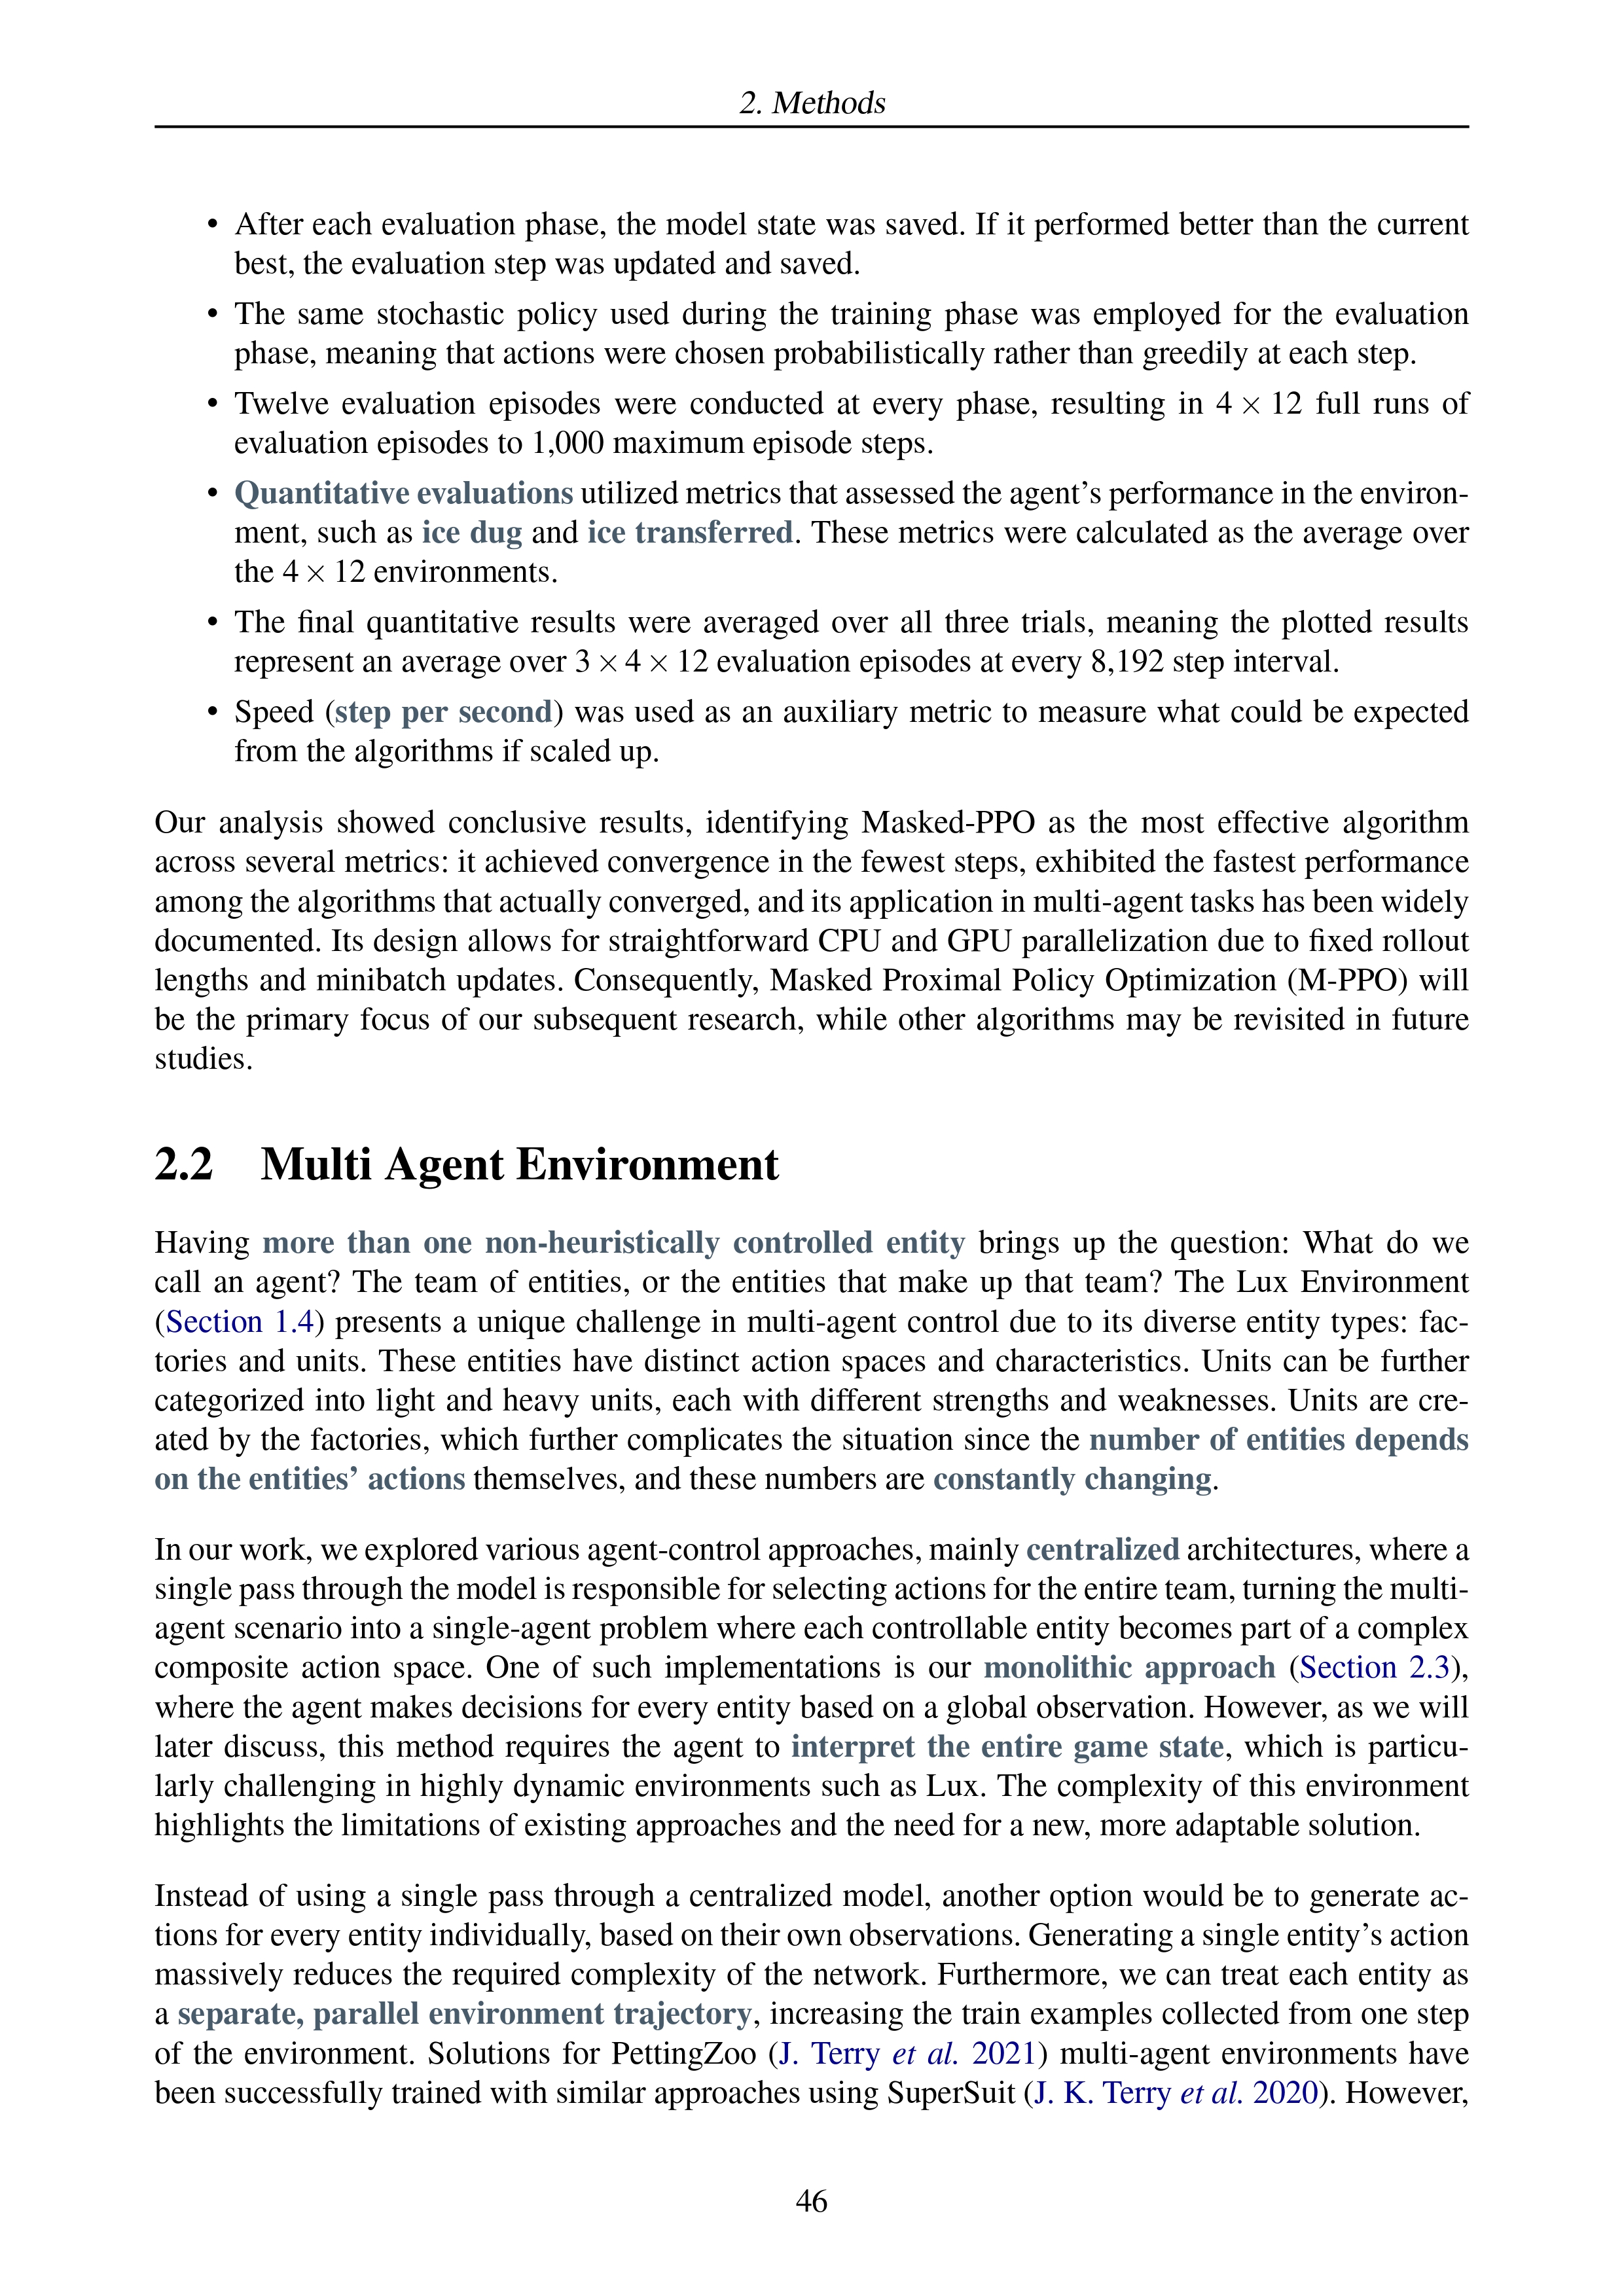 2. Methods
• After each evaluation phase, the model state was saved. If it performed better than the current
best, the evaluation step was updated and saved.
• The same stochastic policy used during the training phase was employed for the evaluation
phase, meaning that actions were chosen probabilistically rather than greedily at each step.
• Twelve evaluation episodes were conducted at every phase, resulting in 4 × 12 full runs of
evaluation episodes to 1,000 maximum episode steps.
• Quantitative evaluations utilized metrics that assessed the agent's performance in the environ-
ment, such as ice dug and ice transferred. These metrics were calculated as the average over
the 4 × 12 environments.
• The final quantitative results were averaged over all three trials, meaning the plotted results
represent an average over 3 × 4 × 12 evaluation episodes at every 8,192 step interval.
• Speed (step per second) was used as an auxiliary metric to measure what could be expected
from the algorithms if scaled up.
Our analysis showed conclusive results, identifying Masked-PPO as the most effective algorithm
across several metrics: it achieved convergence in the fewest steps, exhibited the fastest performance
among the algorithms that actually converged, and its application in multi-agent tasks has been widely
documented. Its design allows for straightforward CPU and GPU parallelization due to fixed rollout
lengths and minibatch updates. Consequently, Masked Proximal Policy Optimization (M-PPO) will
be the primary focus of our subsequent research, while other algorithms may be revisited in future
studies.
2.2 Multi Agent Environment
Having more than one non-heuristically controlled entity brings up the question: What do we
call an agent? The team of entities, or the entities that make up that team? The Lux Environment
(Section 1.4) presents a unique challenge in multi-agent control due to its diverse entity types: fac-
tories and units. These entities have distinct action spaces and characteristics. Units can be further
categorized into light and heavy units, each with different strengths and weaknesses. Units are cre-
ated by the factories, which further complicates the situation since the number of entities depends
on the entities' actions themselves, and these numbers are constantly changing.
In our work, we explored various agent-control approaches, mainly centralized architectures, where a
single pass through the model is responsible for selecting actions for the entire team, turning the multi-
agent scenario into a single-agent problem where each controllable entity becomes part of a complex
composite action space. One of such implementations is our monolithic approach (Section 2.3),
where the agent makes decisions for every entity based on a global observation. However, as we will
later discuss, this method requires the agent to interpret the entire game state, which is particu-
larly challenging in highly dynamic environments such as Lux. The complexity of this environment
highlights the limitations of existing approaches and the need for a new, more adaptable solution.
Instead of using a single pass through a centralized model, another option would be to generate ac-
tions for every entity individually, based on their own observations. Generating a single entity's action
massively reduces the required complexity of the network. Furthermore, we can treat each entity as
a separate, parallel environment trajectory, increasing the train examples collected from one step
of the environment. Solutions for PettingZoo (J. Terry et al. 2021) multi-agent environments have
been successfully trained with similar approaches using SuperSuit (J. K. Terry et al. 2020). However,
46